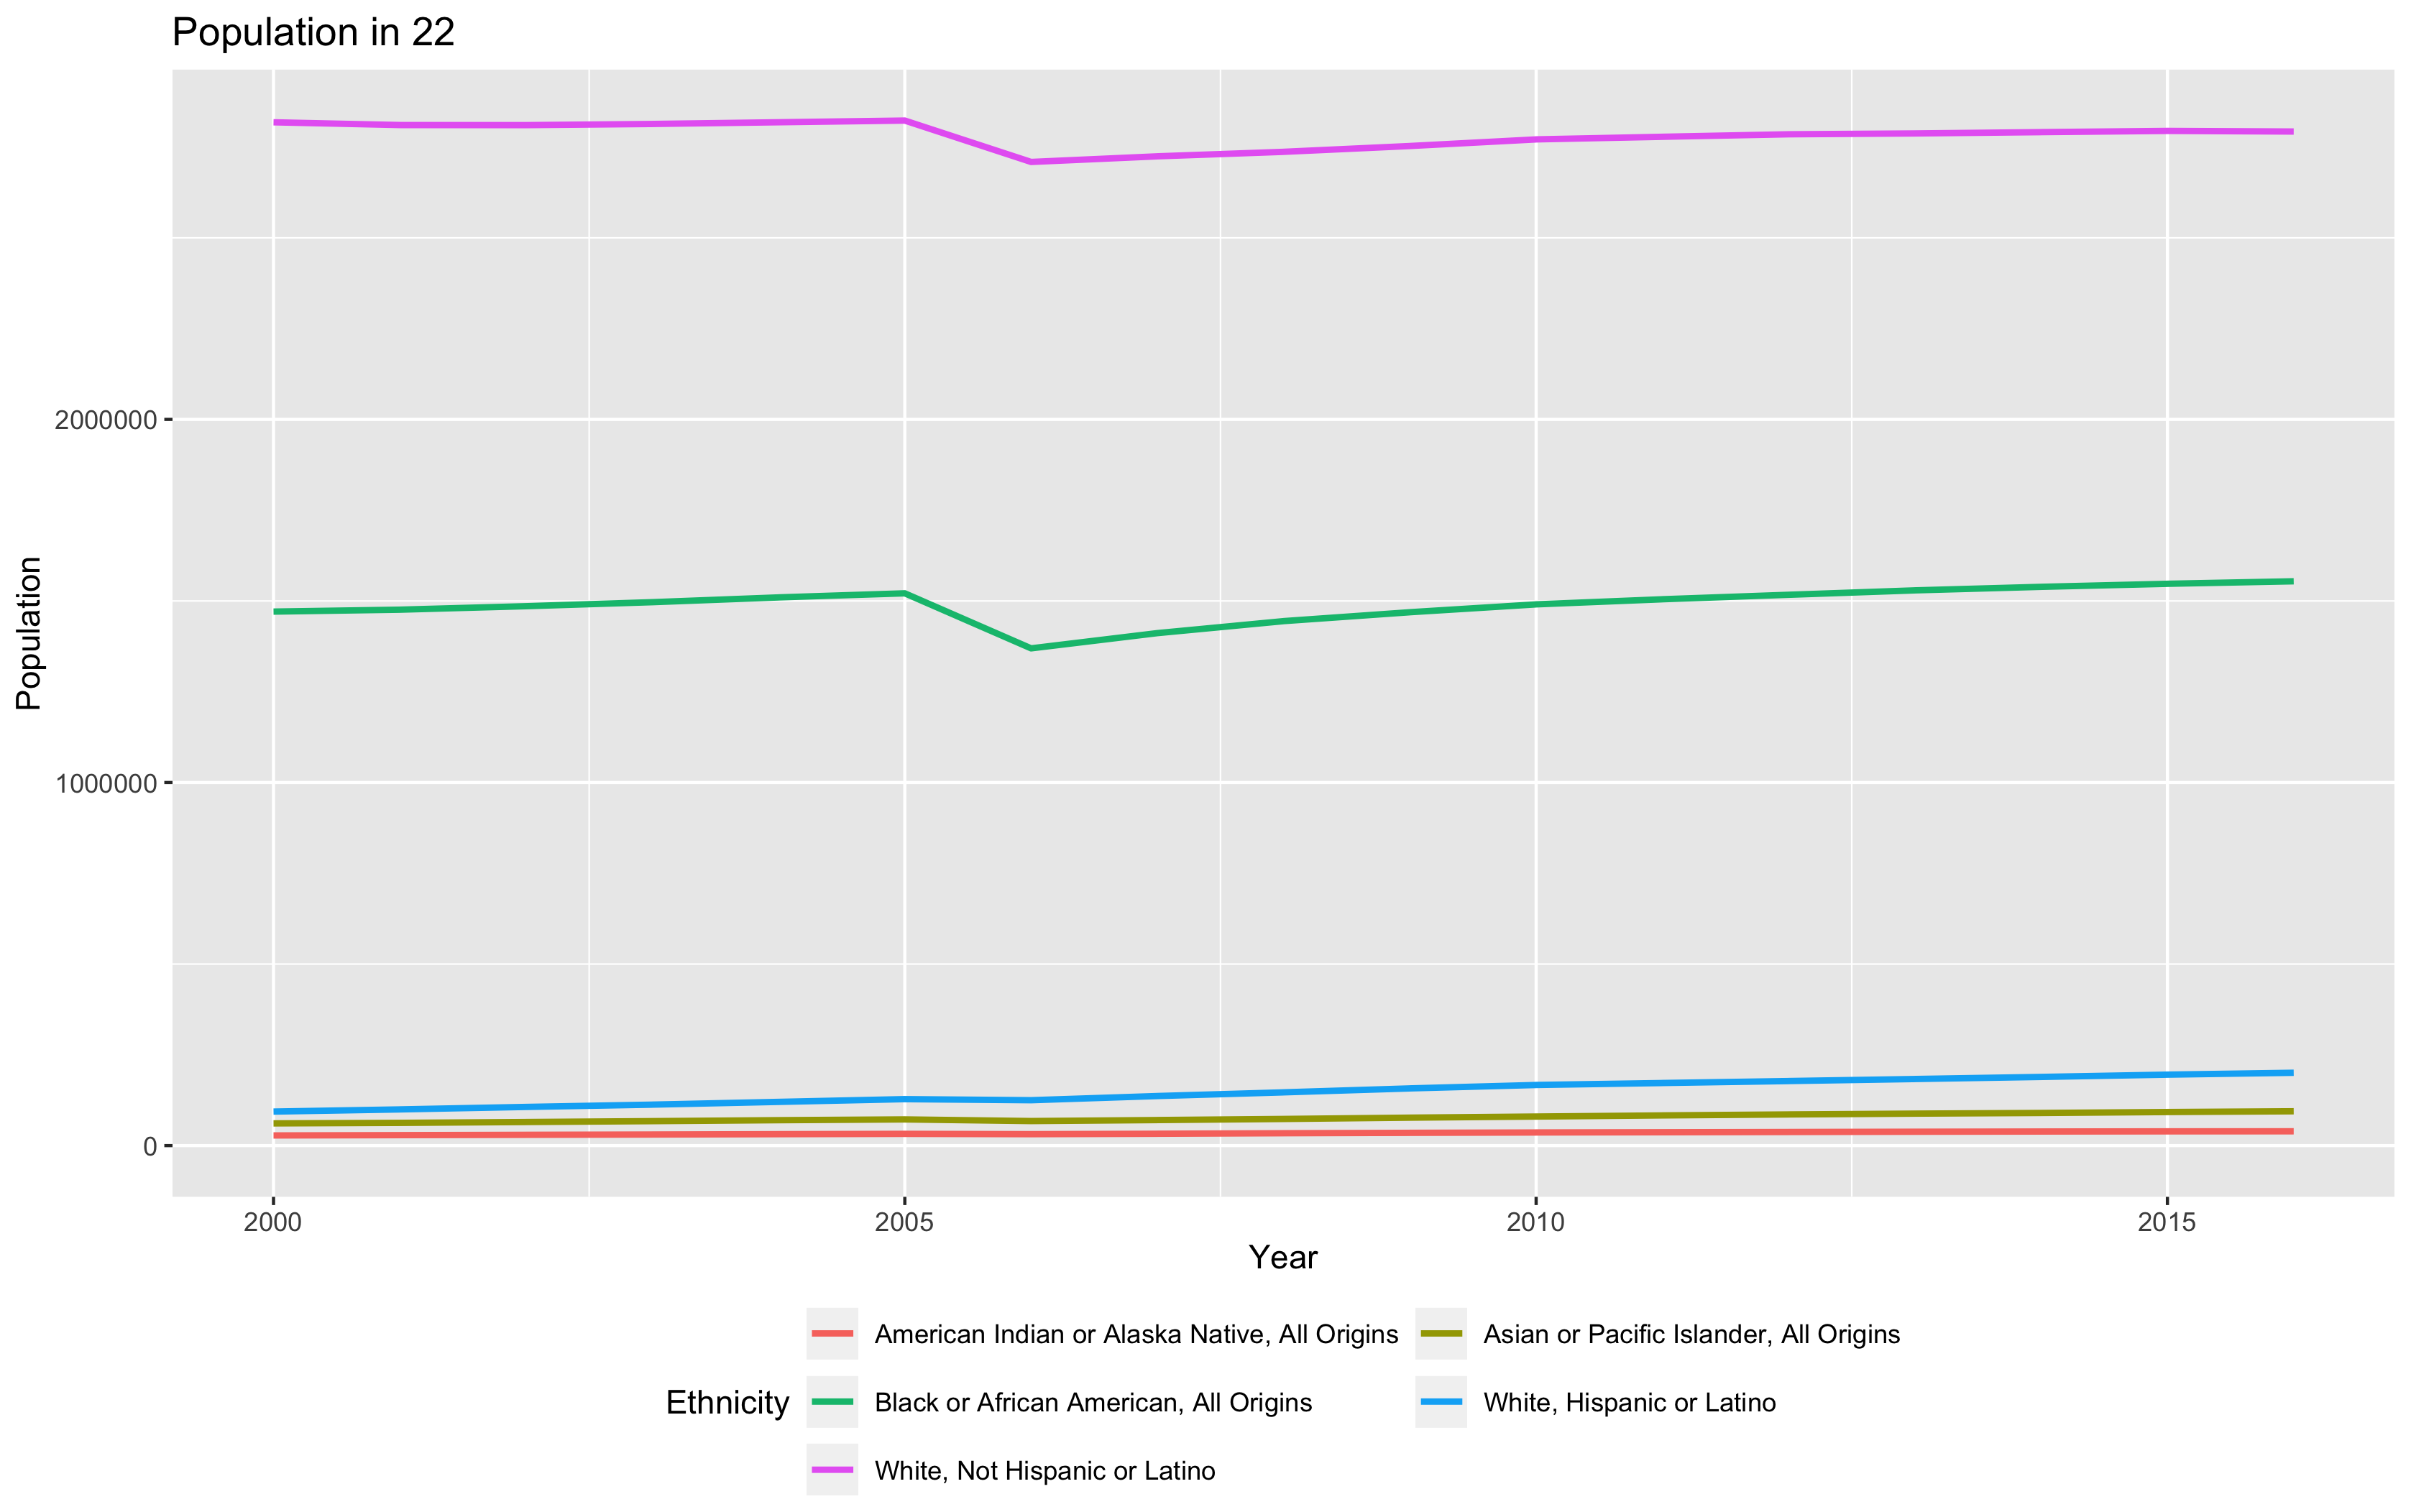 Population in 22
Population
2000000
1000000
0
2000 2005 2010 2015
Year
Ethnicity
American Indian or Alaska Native, All Origins
Asian or Pacific Islander, All Origins
Black or African American, All Origins
White, Hispanic or Latino
White, Not Hispanic or Latino